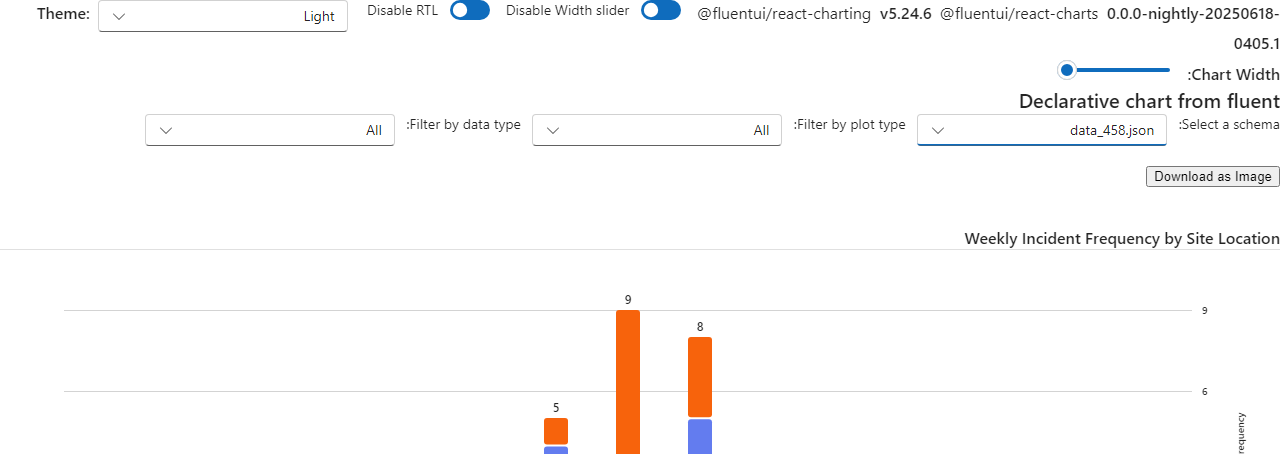 Theme: Light Disable RTL Disable Width slider @fluentui/react-charting v5.24.6 @fluentui/react-charts 0.0.0-nightly-20250618-
0405.1
:Chart Width
Declarative chart from fluent
:Select a schema data_458.json :Filter by plot type All :Filter by data type All
Download as Image
Weekly Incident Frequency by Site Location
9
9
8
6
5